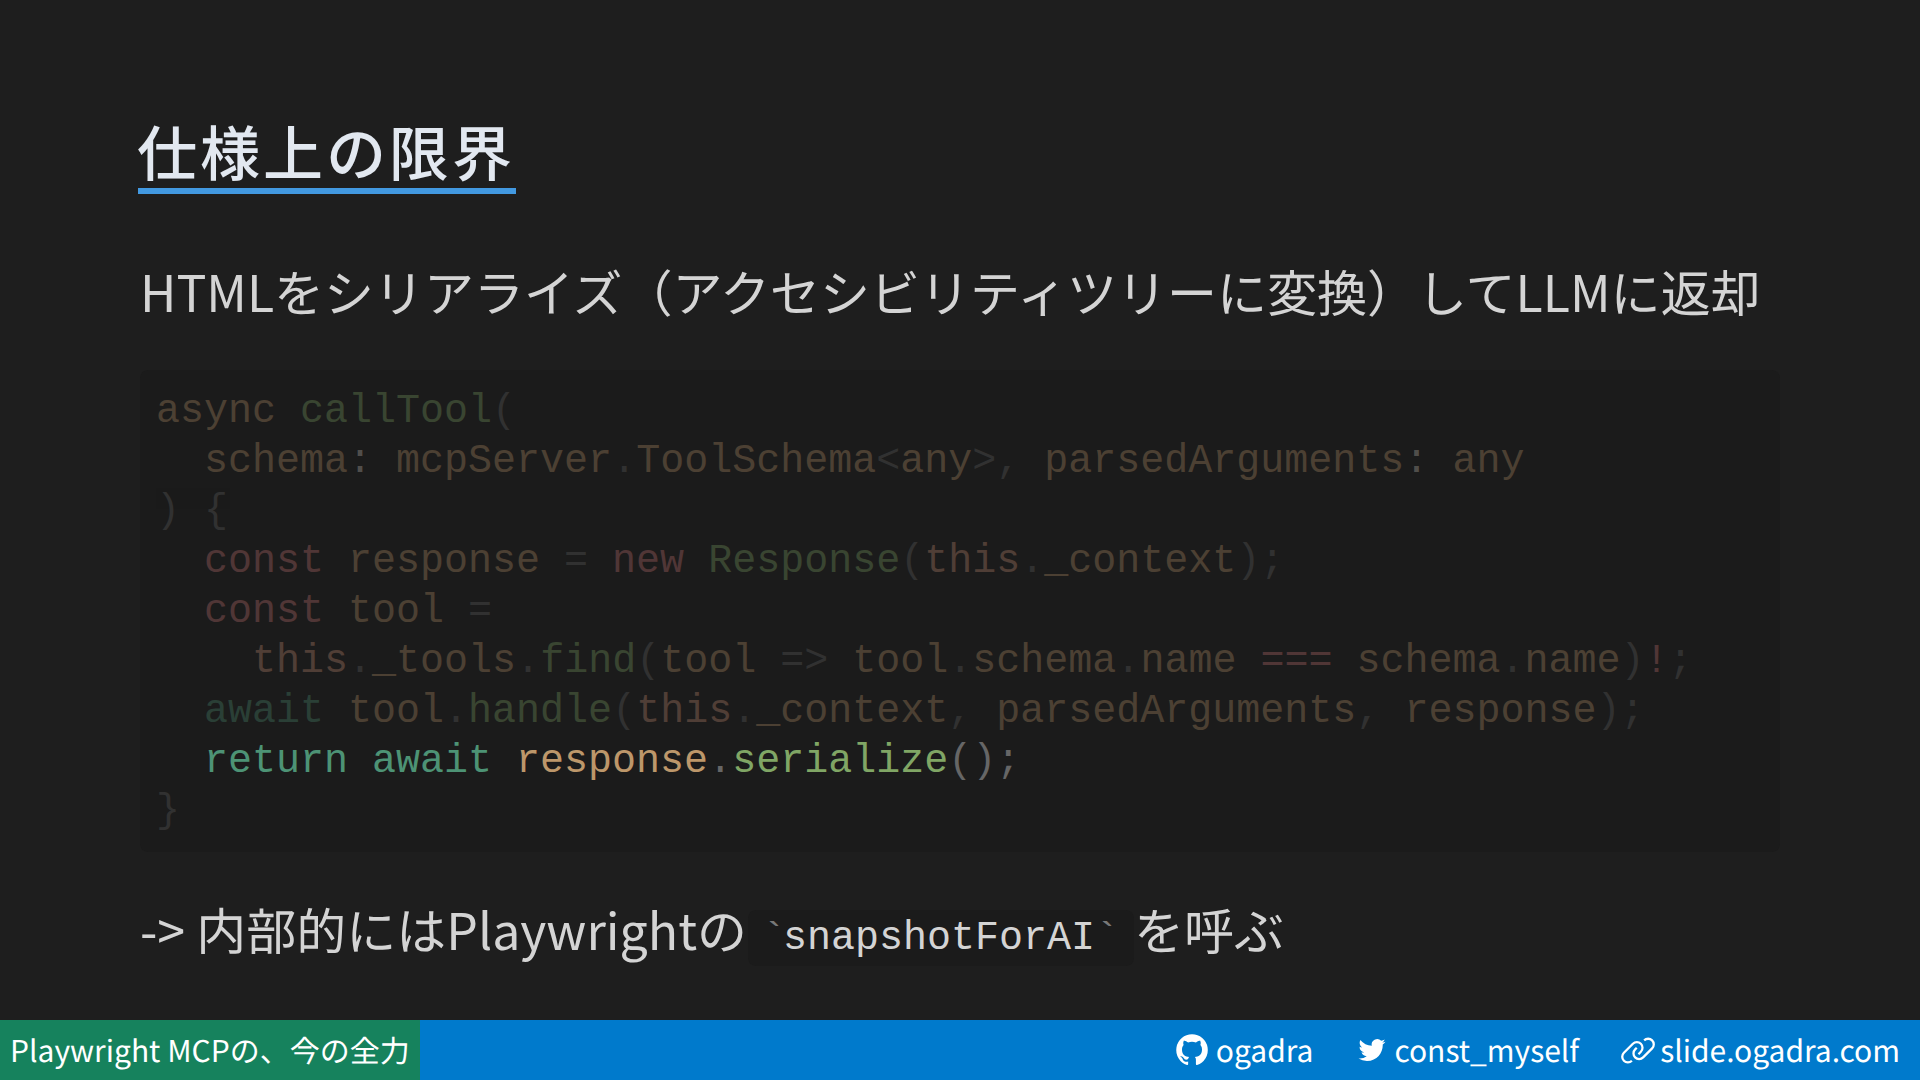 仕様上の限界
HTMLをシリアライズ（アクセシビリティツリーに変換）してLLMに返却
async callTool(
  schema: mcpServer.ToolSchema<any>, parsedArguments: any
) {
  const response = new Response(this._context);
  const tool =
    this._tools.find(tool => tool.schema.name === schema.name)!;
  await tool.handle(this._context, parsedArguments, response);
  return await response.serialize();
}
-> 内部的にはPlaywrightの `snapshotForAI` を呼ぶ
Playwright MCPの、今の全力 ogadra const_myself slide.ogadra.com